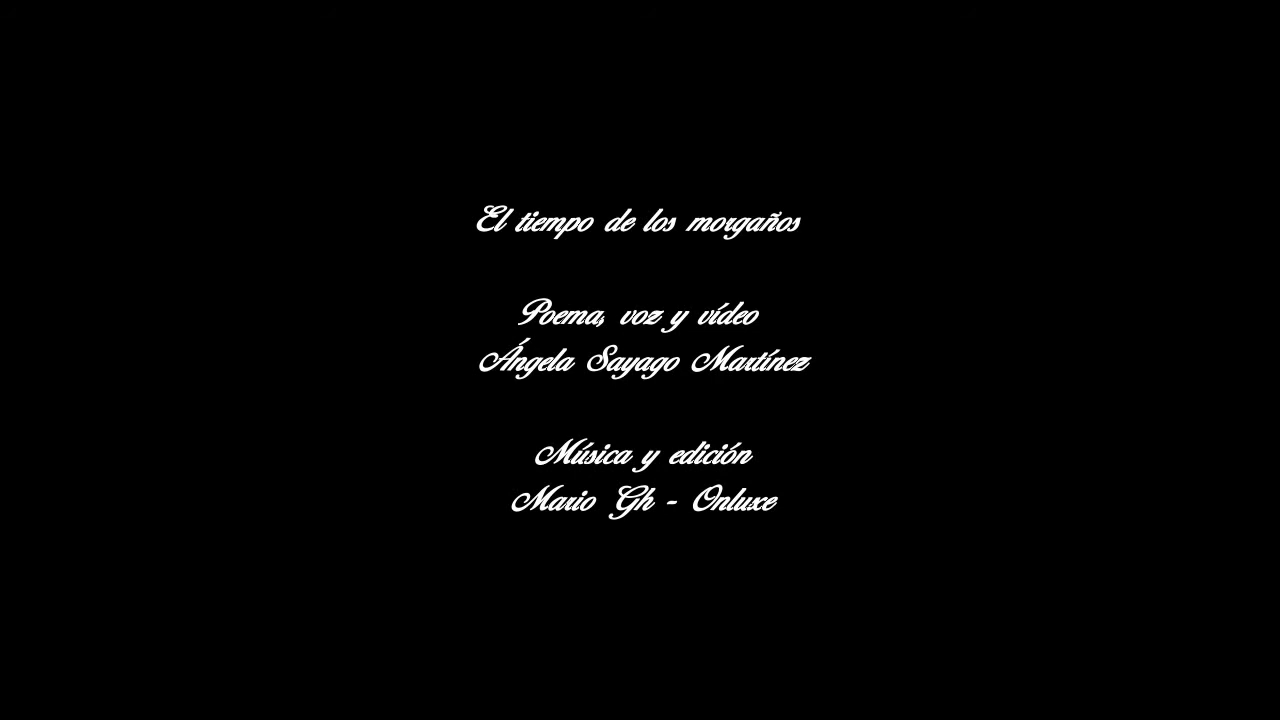 El tiempo de los morgaños
Poema, voz y vídeo
Ángela Sayago Martínez
Música y edición
Mario Gh - Onluxe